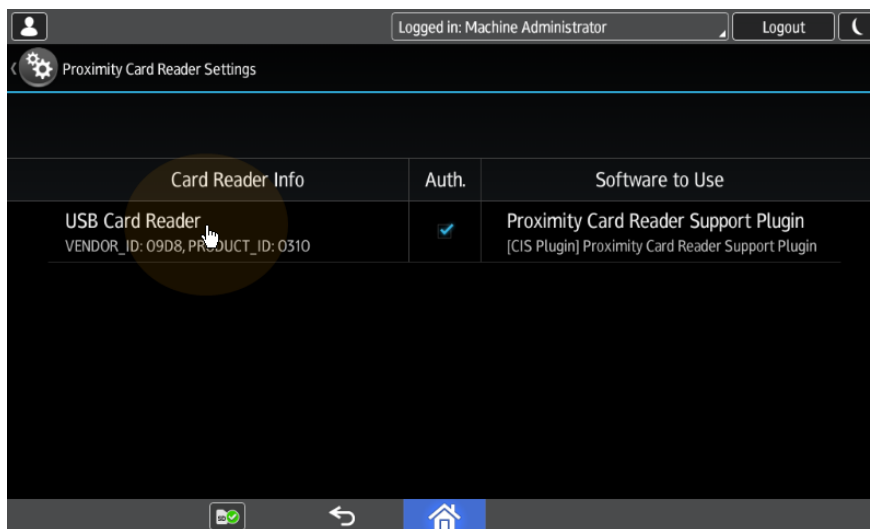 Logged in: Machine Administrator
Logout
Proximity Card Reader Settings
Card Reader Info
Auth.
Software to Use
USB Card Reader
Proximity Card Reader Support Plugin
VENDOR_ID: 09D8, PRODUCT_ID: 0310
[CIS Plugin] Proximity Card Reader Support Plugin
SD